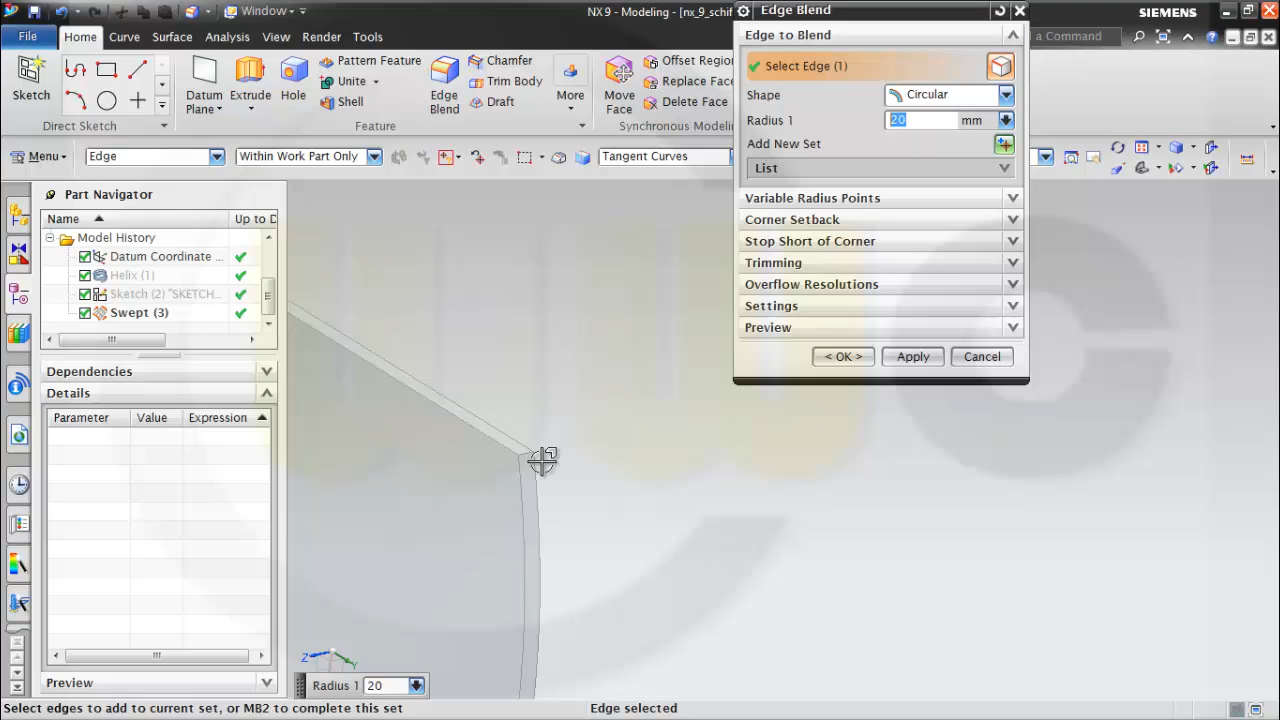 Window
NX 9 - Modeling - [nx_9_schif
SIEMENS
File
Home
Curve
Surface
Analysis
View
Render
Tools
a Command
Sketch
Direct Sketch
Datum Plane
Extrude
Hole
Pattern Feature
Unite
Shell
Edge Blend
Chamfer
Trim Body
Draft
More
Feature
Move Face
Offset Regio
Replace Face
Delete Face
Synchronous Modelin
Menu
Edge
Within Work Part Only
Tangent Curves
Part Navigator
Name
Up to D
Model History
Datum Coordinate ...
Helix (1)
Sketch (2) "SKETCH...
Swept (3)
Dependencies
Details
Parameter
Value
Expression
Preview
Edge Blend
Edge to Blend
Select Edge (1)
Shape
Circular
Radius 1
20
mm
Add New Set
List
Variable Radius Points
Corner Setback
Stop Short of Corner
Trimming
Overflow Resolutions
Settings
Preview
< OK >
Apply
Cancel
Z
Y
Radius 1
20
Select edges to add to current set, or MB2 to complete this set
Edge selected